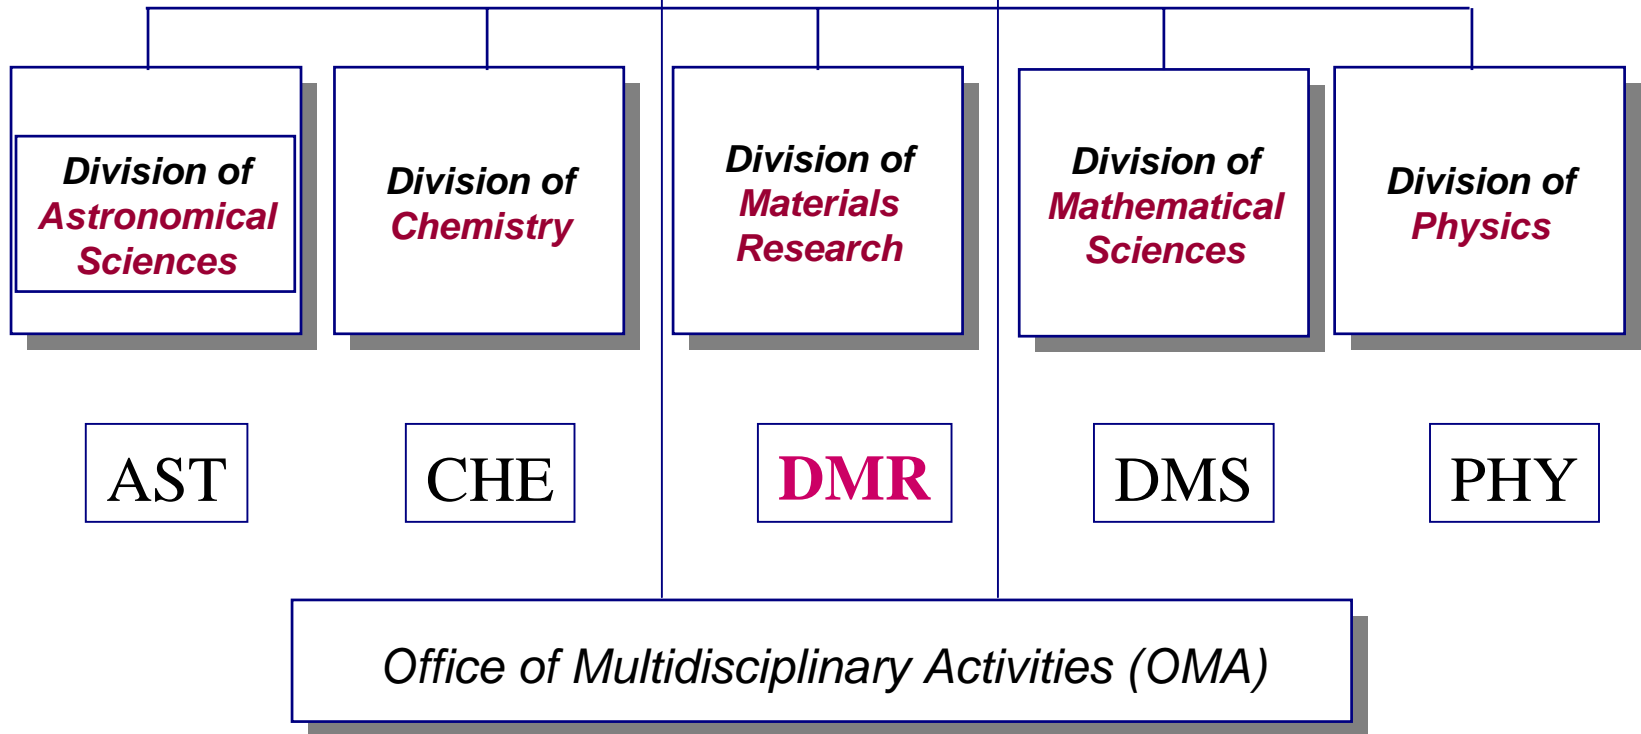 Division of
Astronomical
Sciences
Division of
Chemistry
Division of
Materials
Research
Division of
Mathematical
Sciences
Division of
Physics
AST
CHE
DMR
DMS
PHY
Office of Multidisciplinary Activities (OMA)